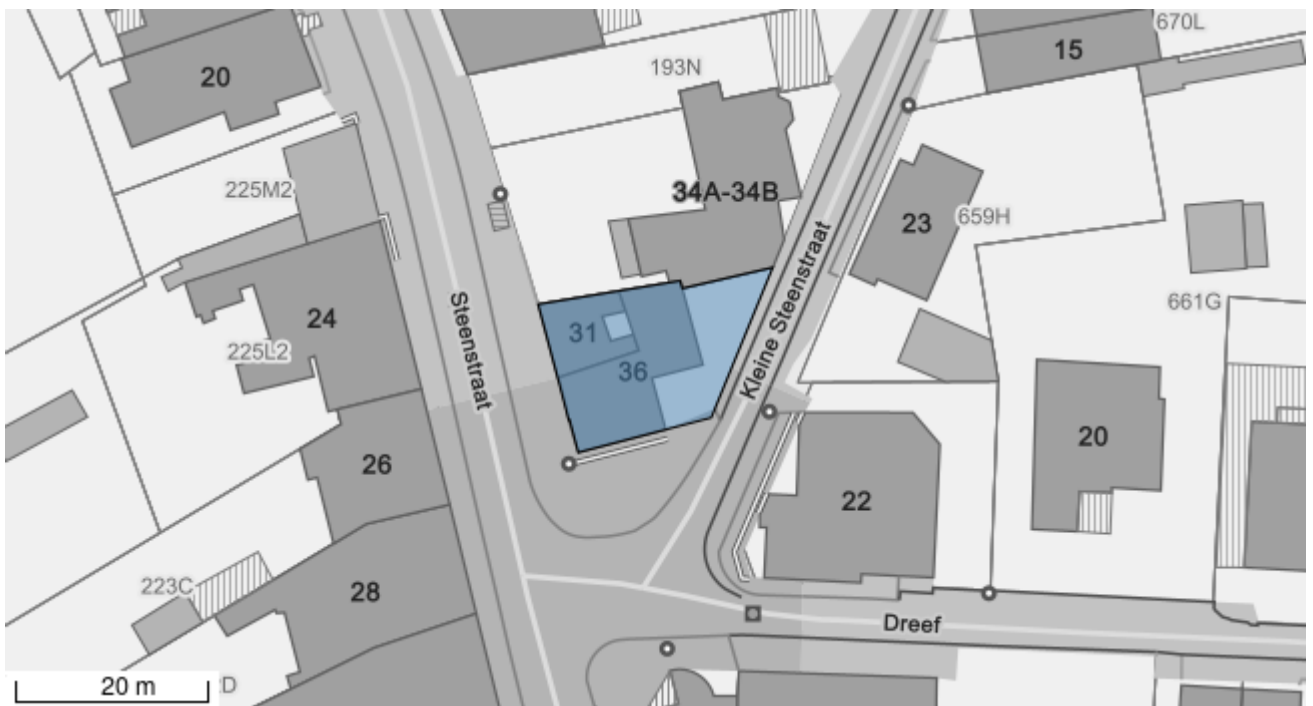 670L
15
193N
20
225M2
34A-34B
23
659H
661G
24
225L2
Steenstraat
Kleine Steenstraat
31
36
20
26
22
223C
28
Dreef
20 m
D